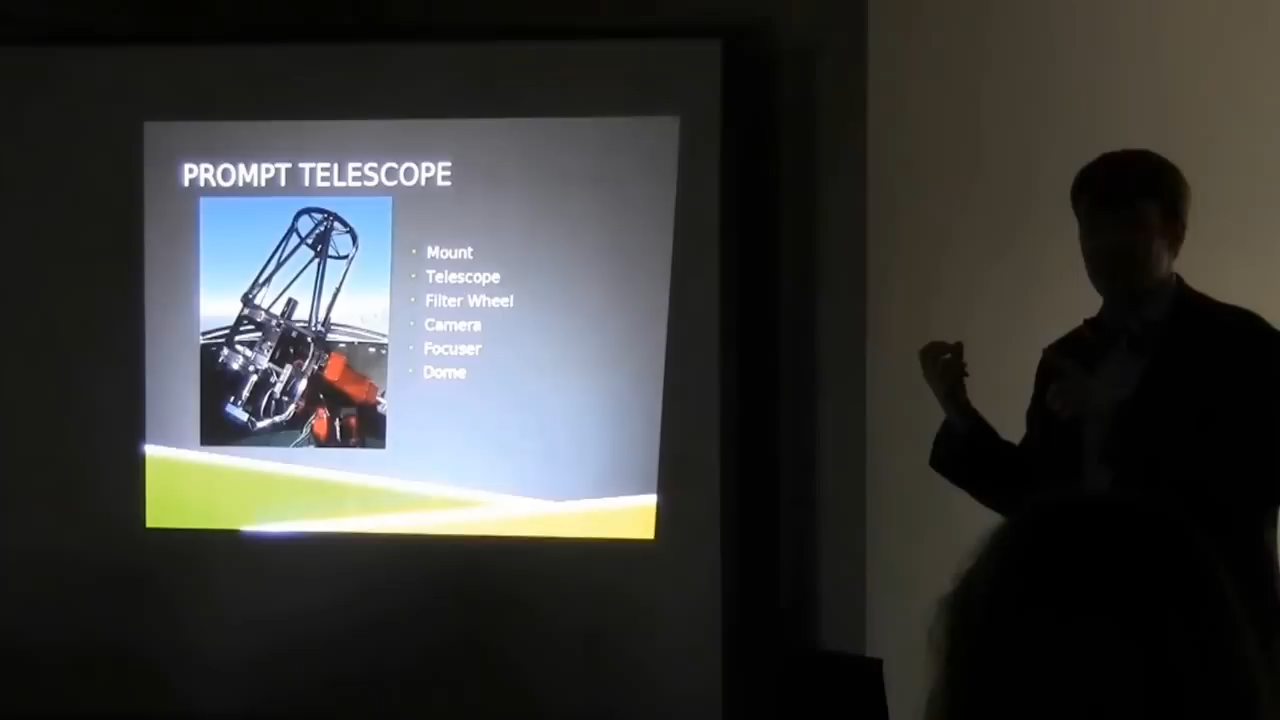 PROMPT TELESCOPE
Mount
Telescope
Filter Wheel
Camera
Focuser
Dome